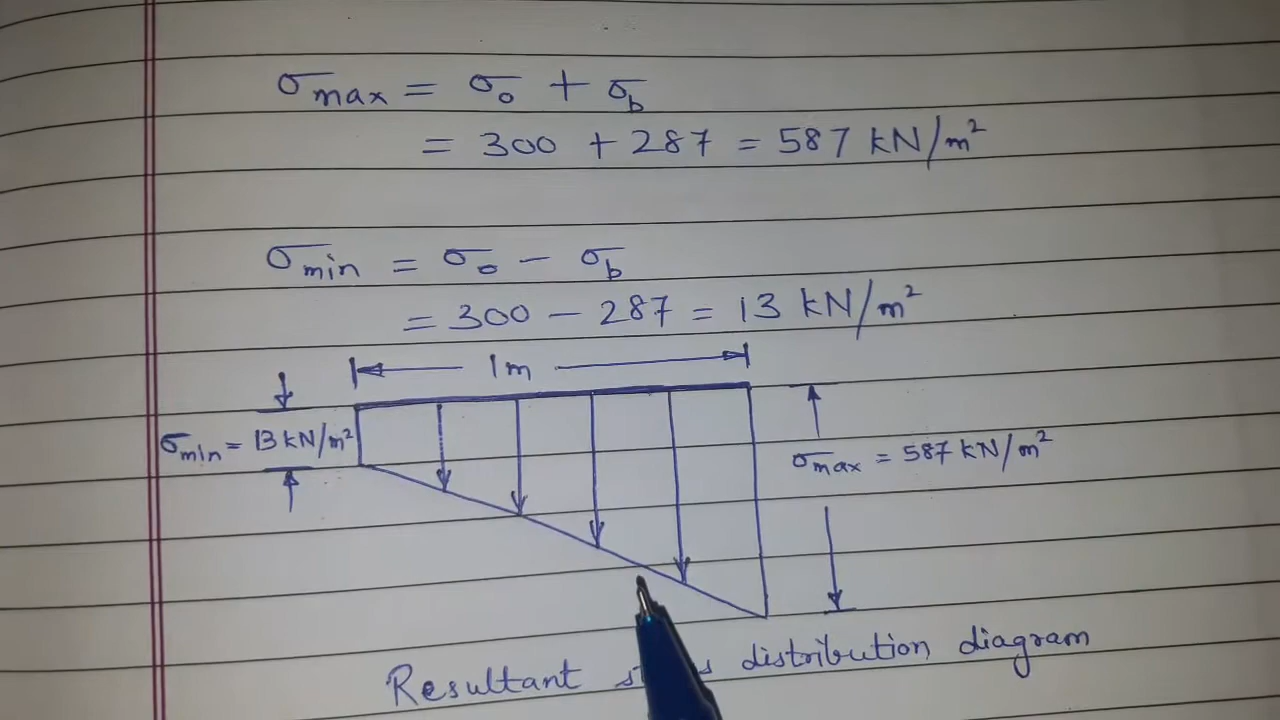 σmax = σo + σb
= 300 + 287 = 587 kN/m²
σmin = σo − σb
= 300 − 287 = 13 kN/m²
1m
σmin = 13 kN/m²
σmax = 587 kN/m²
Resultant distribution diagram